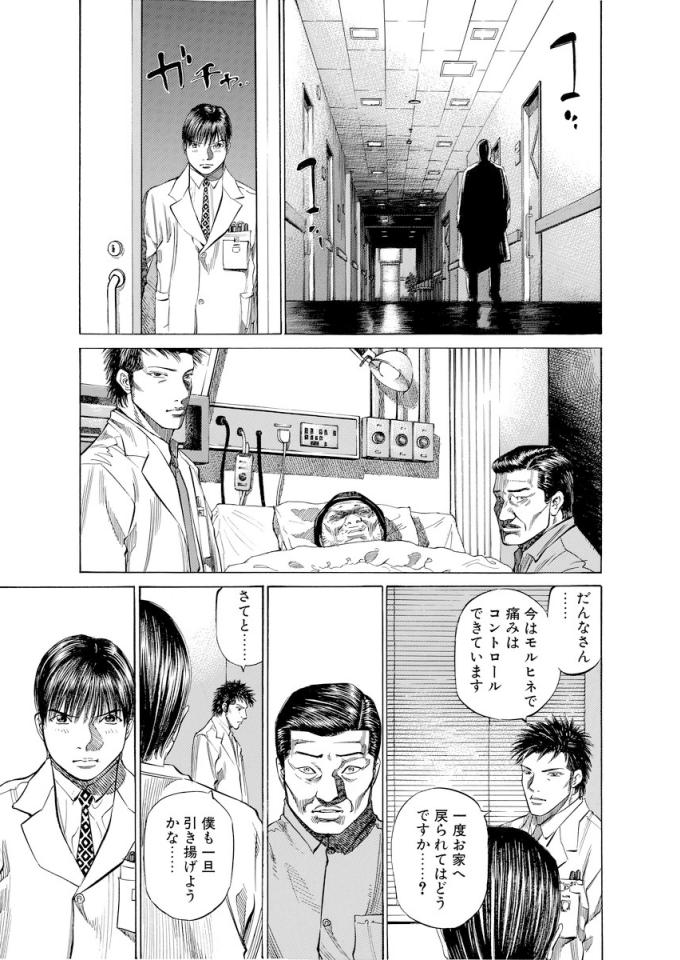 コッ
コッ
ガチャ‥
だんなさん
……
今はモルヒネで
痛みは
コントロール
できています
一度お家へ
戻られてはどう
ですか……？
さてと……
僕も一旦
引き揚げよう
かな……